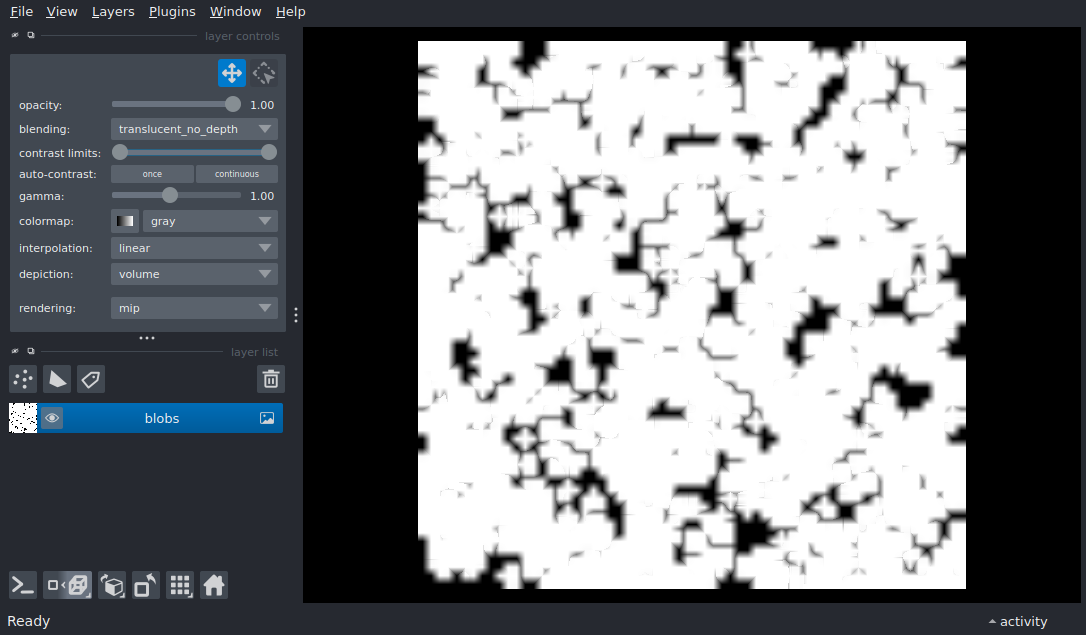 File View Layers Plugins Window Help
layer controls
opacity: 1.00
blending: translucent_no_depth
contrast limits:
auto-contrast: once continuous
gamma: 1.00
colormap: gray
interpolation: linear
depiction: volume
rendering: mip
layer list
blobs
Ready activity